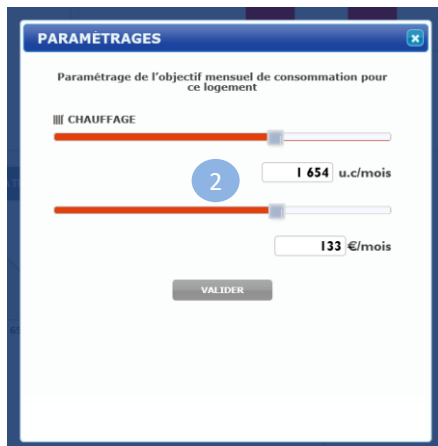 PARAMÉTRAGES
Paramétrage de l'objectif mensuel de consommation pour
ce logement
CHAUFFAGE
1 654 u.c/mois
2
133 €/mois
VALIDER